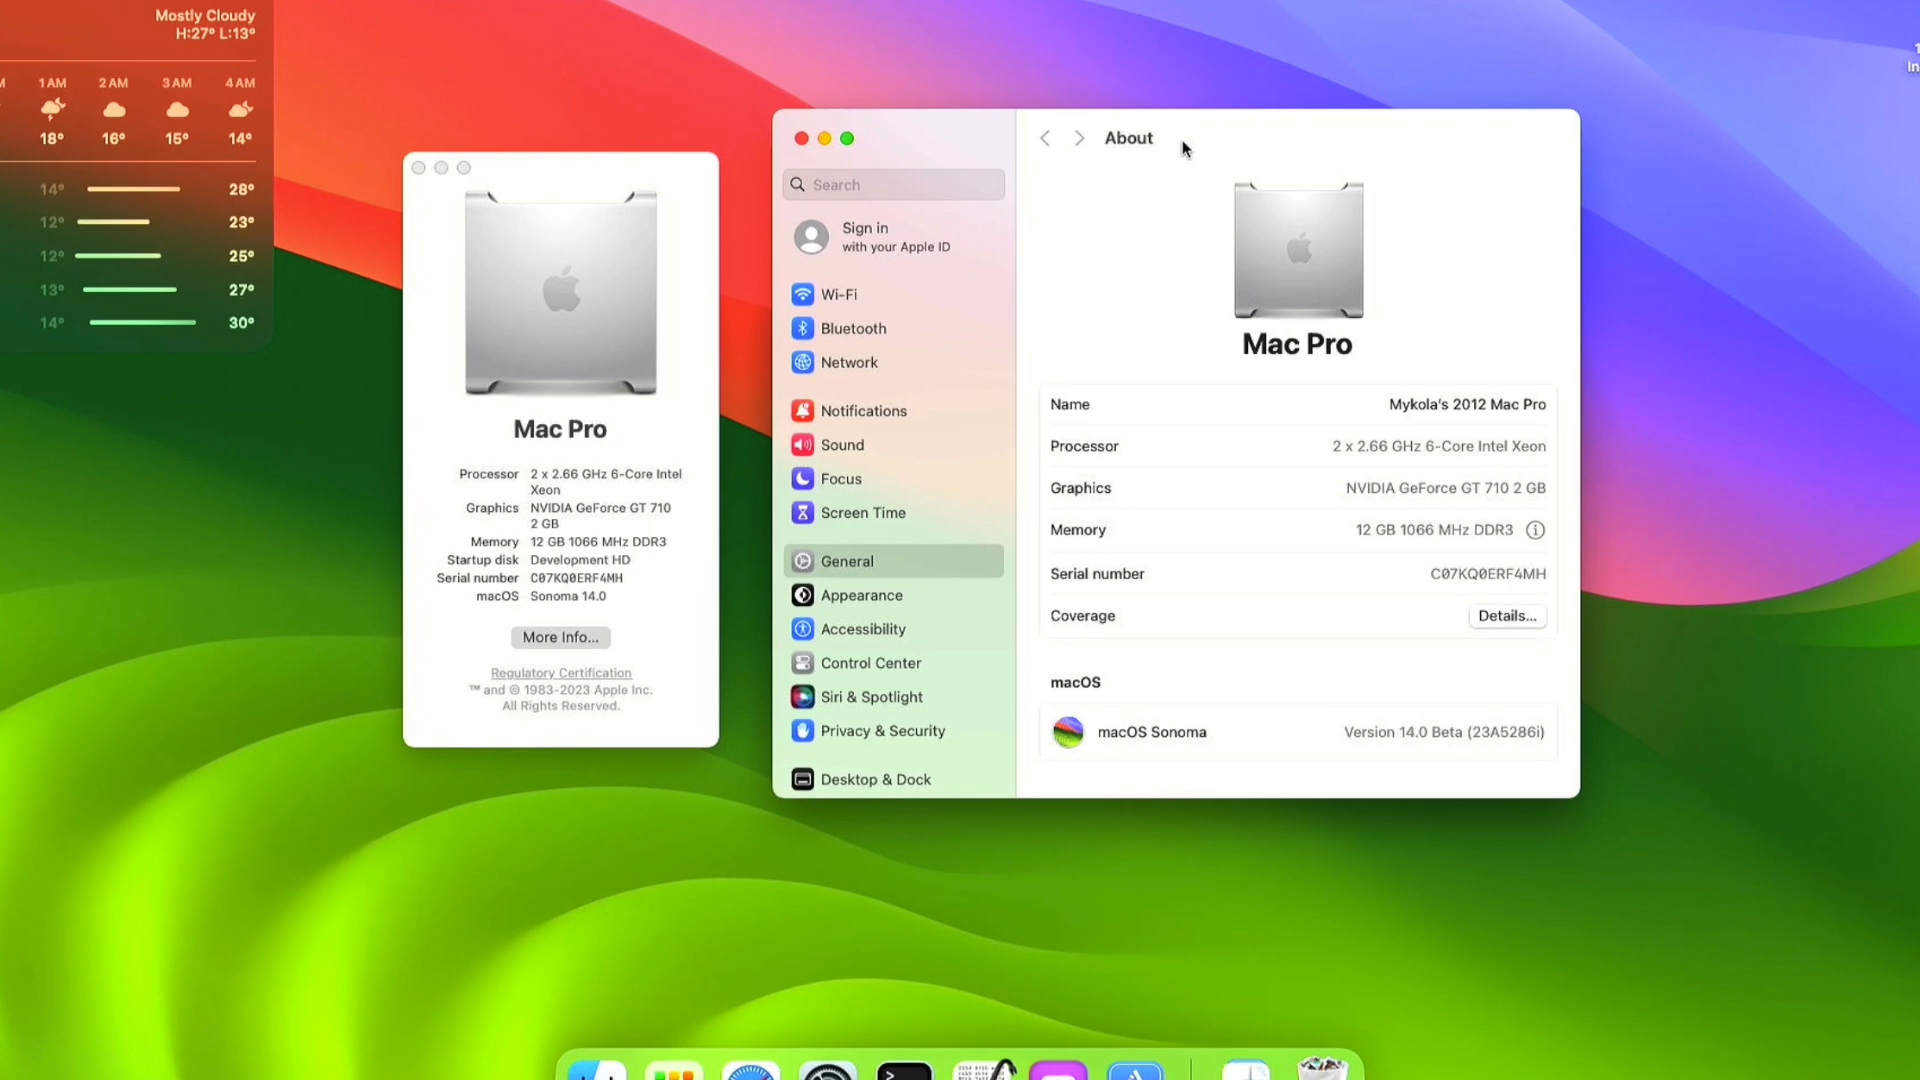 Mostly Cloudy
H:27° L:13°
1 AM 2 AM 3 AM 4 AM
18° 16° 15° 14°
14° 28°
12° 23°
12° 25°
13° 27°
14° 30°
Mac Pro
Processor 2 x 2.66 GHz 6-Core Intel
Xeon
Graphics NVIDIA GeForce GT 710
2 GB
Memory 12 GB 1066 MHz DDR3
Startup disk Development HD
Serial number C07KQ0ERF4MH
macOS Sonoma 14.0
More Info...
Regulatory Certification
™ and © 1983-2023 Apple Inc.
All Rights Reserved.
Search
Sign in
with your Apple ID
Wi-Fi
Bluetooth
Network
Notifications
Sound
Focus
Screen Time
General
Appearance
Accessibility
Control Center
Siri & Spotlight
Privacy & Security
Desktop & Dock
About
Mac Pro
Name Mykola's 2012 Mac Pro
Processor 2 x 2.66 GHz 6-Core Intel Xeon
Graphics NVIDIA GeForce GT 710 2 GB
Memory 12 GB 1066 MHz DDR3
Serial number C07KQ0ERF4MH
Coverage Details...
macOS
macOS Sonoma Version 14.0 Beta (23A5286i)